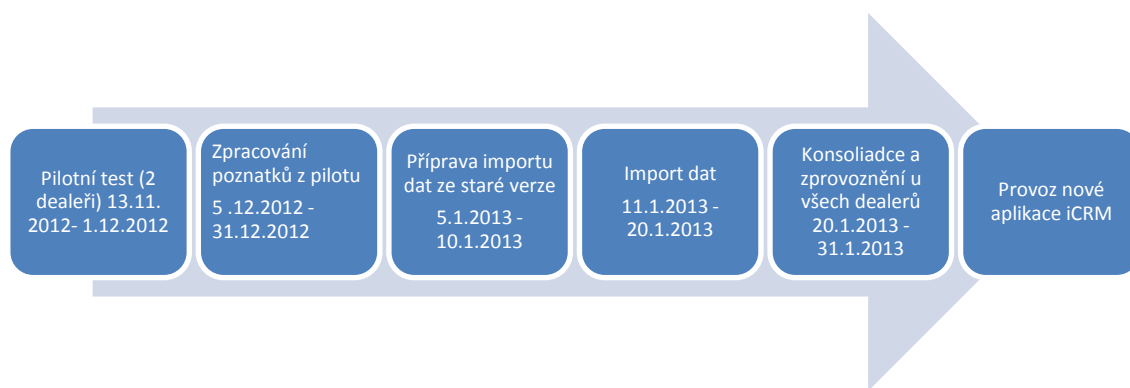 Pilotní test (2
dealeři) 13.11.
2012- 1.12.2012
Zpracování
poznatků z pilotu
5 .12.2012 -
31.12.2012
Příprava importu
dat ze staré verze
5.1.2013 -
10.1.2013
Import dat
11.1.2013 -
20.1.2013
Konsoliadce a
zprovoznění u
všech dealerů
20.1.2013 -
31.1.2013
Provoz nové
aplikace iCRM